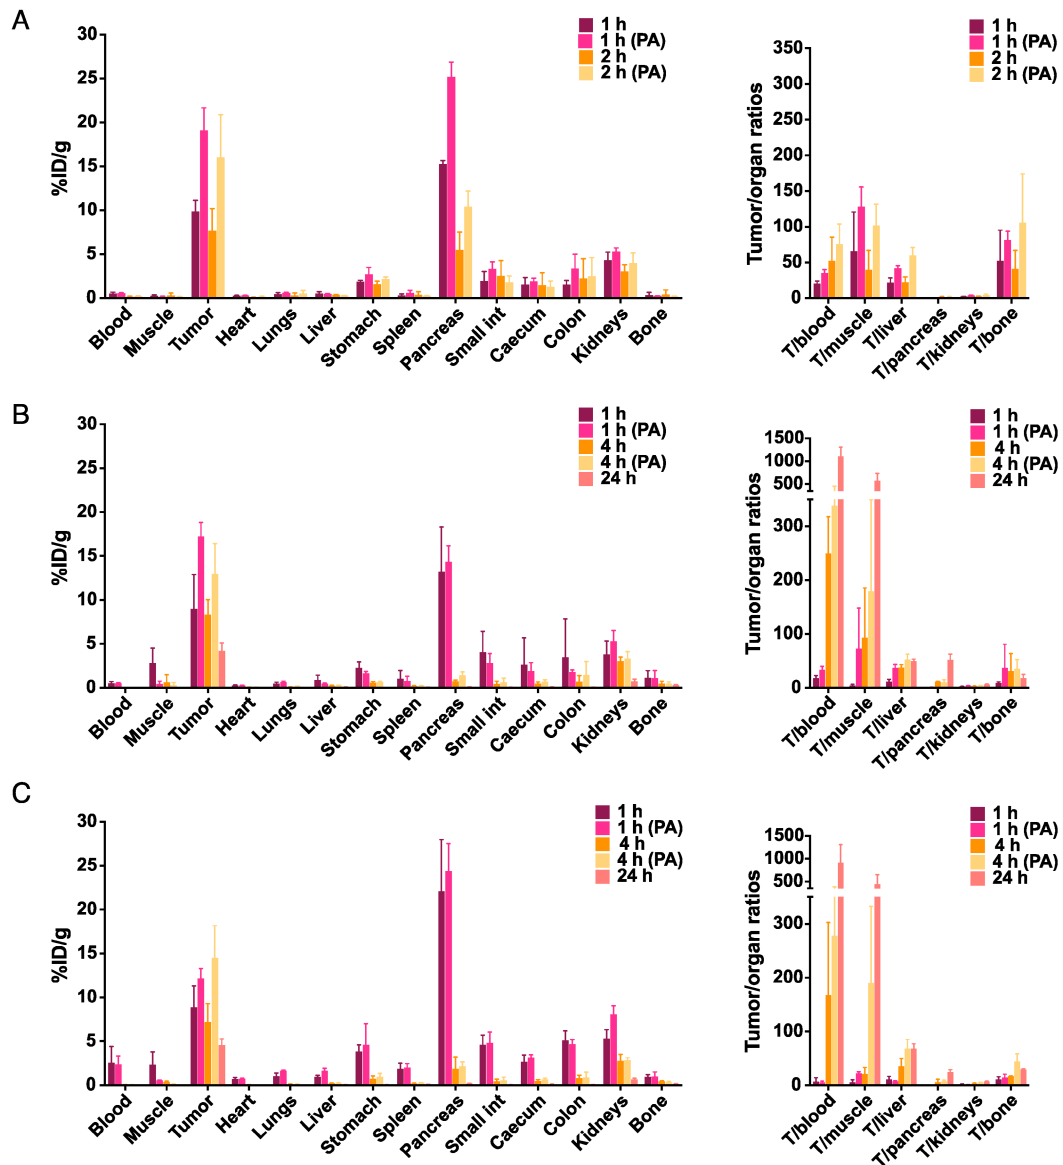 A
%ID/g
30
25
20
15
10
5
0
Blood
Muscle
Tumor
Heart
Lungs
Liver
Stomach
Spleen
Pancreas
Small int
Caecum
Colon
Kidneys
Bone
1 h
1 h (PA)
2 h
2 h (PA)
Tumor/organ ratios
350
300
250
200
150
100
50
0
T/blood
T/muscle
T/liver
T/pancreas
T/kidneys
T/bone
1 h
1 h (PA)
2 h
2 h (PA)
B
%ID/g
30
25
20
15
10
5
0
Blood
Muscle
Tumor
Heart
Lungs
Liver
Stomach
Spleen
Pancreas
Small int
Caecum
Colon
Kidneys
Bone
1 h
1 h (PA)
4 h
4 h (PA)
24 h
Tumor/organ ratios
1500
1000
500
300
200
100
0
T/blood
T/muscle
T/liver
T/pancreas
T/kidneys
T/bone
1 h
1 h (PA)
4 h
4 h (PA)
24 h
C
%ID/g
30
25
20
15
10
5
0
Blood
Muscle
Tumor
Heart
Lungs
Liver
Stomach
Spleen
Pancreas
Small int
Caecum
Colon
Kidneys
Bone
1 h
1 h (PA)
4 h
4 h (PA)
24 h
Tumor/organ ratios
1500
1000
500
300
200
100
0
T/blood
T/muscle
T/liver
T/pancreas
T/kidneys
T/bone
1 h
1 h (PA)
4 h
4 h (PA)
24 h